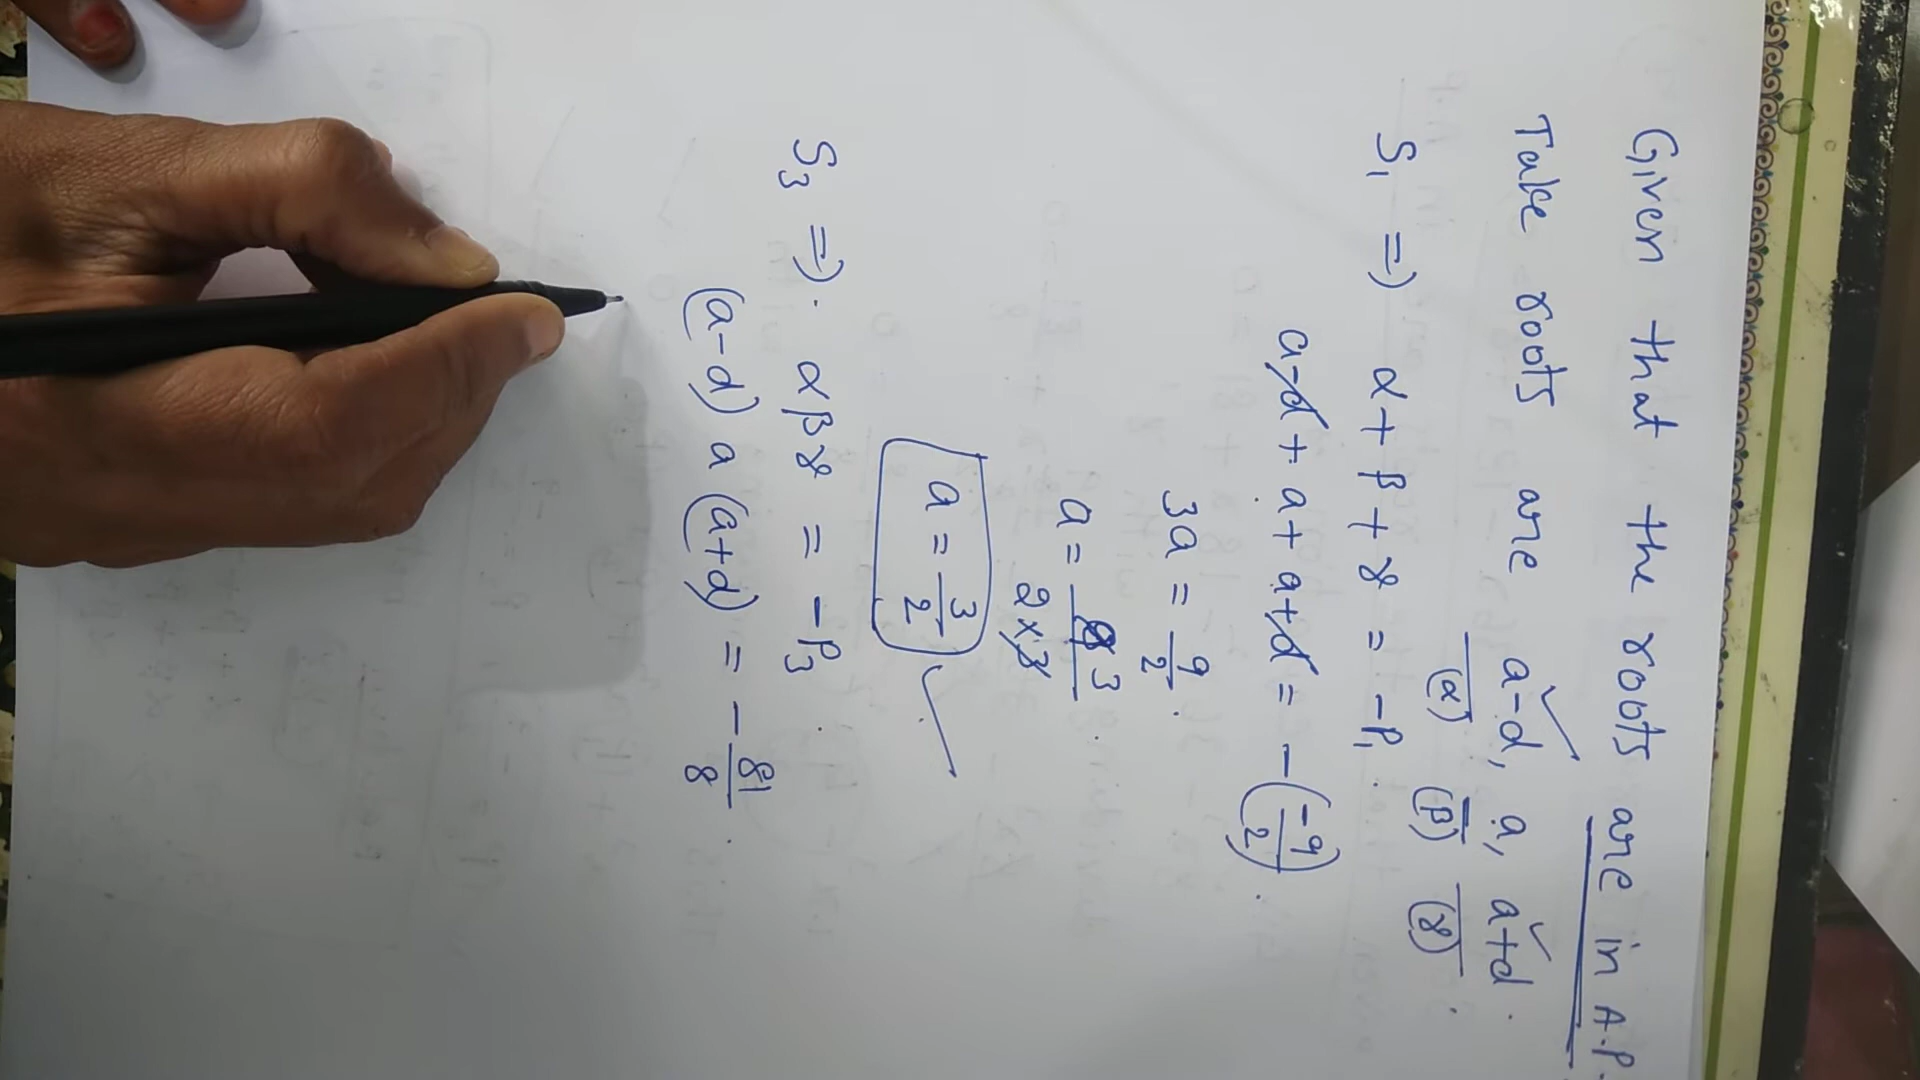 Given that the roots are in A.P.
Take roots are a-d, a, a+d.
(α) (β) (γ)
S₁ => α+β+γ = -P₁.
a-d+a+a+d = -(-9/2).
3a = 9/2.
a = 9 3/2×3
a = 3/2
S₃ => αβγ = -P₃
(a-d) a (a+d) = -81/8.